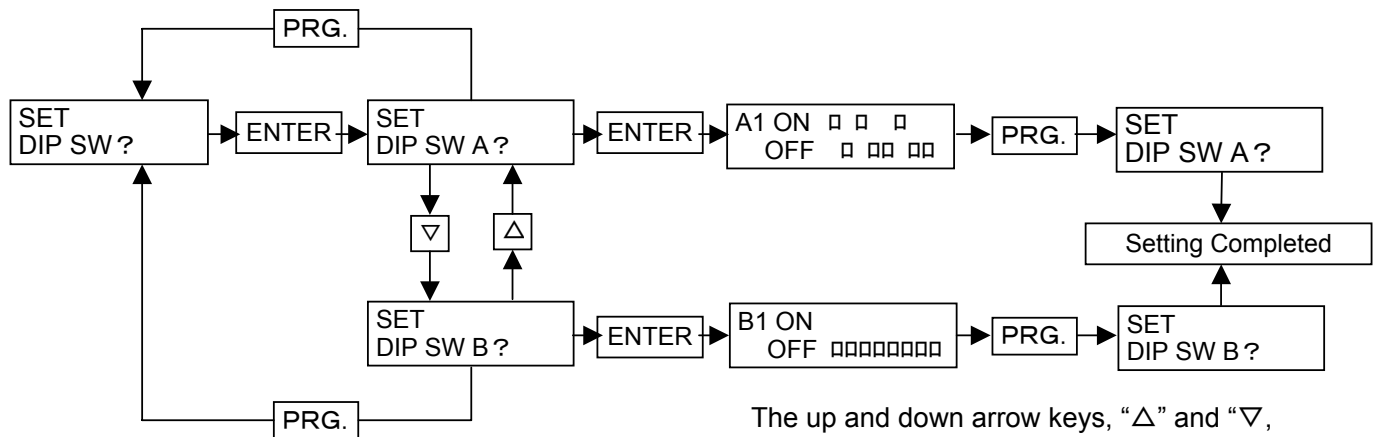 PRG.
SET
DIP SW?
ENTER
SET
DIP SW A?
ENTER
A1 ON
OFF
PRG.
SET
DIP SW A?
▽
△
Setting Completed
SET
DIP SW B?
ENTER
B1 ON
OFF
PRG.
SET
DIP SW B?
PRG.
The up and down arrow keys, “△” and “▽,